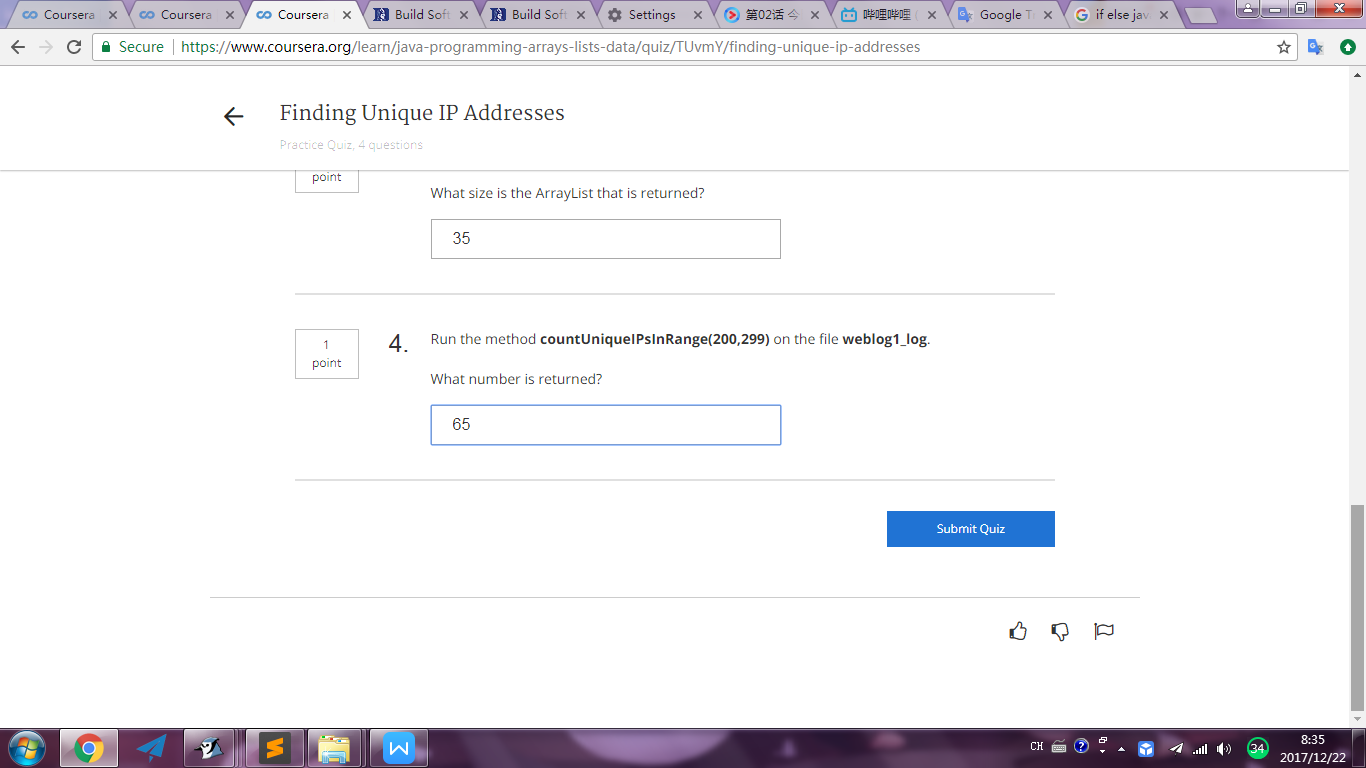 Coursera
Coursera
Coursera
Build Soft
Build Soft
Settings
第02话 今
哔哩哔哩 (
Google Tr
if else jav
Secure
https://www.coursera.org/learn/java-programming-arrays-lists-data/quiz/TUvmY/finding-unique-ip-addresses
Finding Unique IP Addresses
Practice Quiz, 4 questions
point
What size is the ArrayList that is returned?
35
1
point
4.
Run the method countUniqueIPsInRange(200,299) on the file weblog1_log.
What number is returned?
65
Submit Quiz
CH
34
8:35
2017/12/22